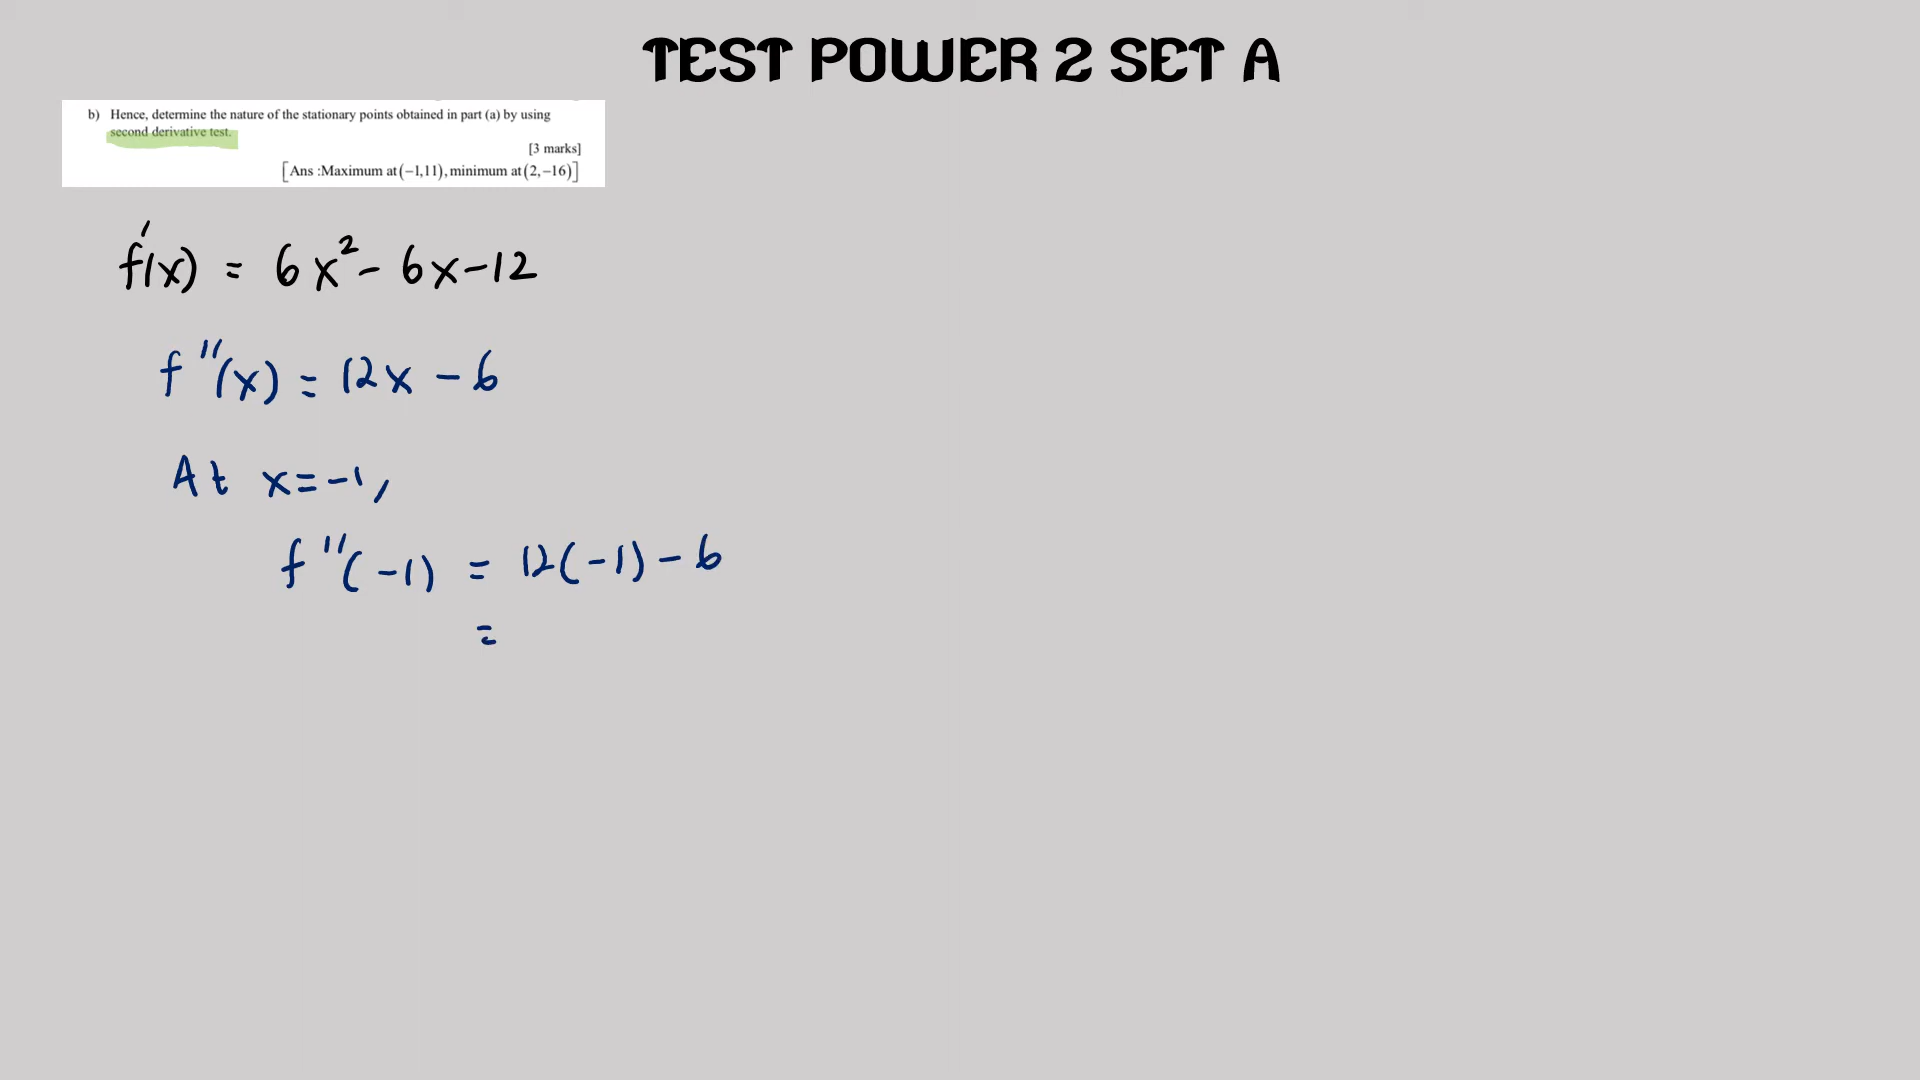 TEST POWER 2 SET A
b) Hence, determine the nature of the stationary points obtained in part (a) by using
second derivative test.
[3 marks]
[Ans :Maximum at (−1,11), minimum at (2,−16)]
f'(x) = 6x² − 6x − 12
f''(x) = 12x − 6
At x = −1,
f''(−1) = 12(−1) − 6
=